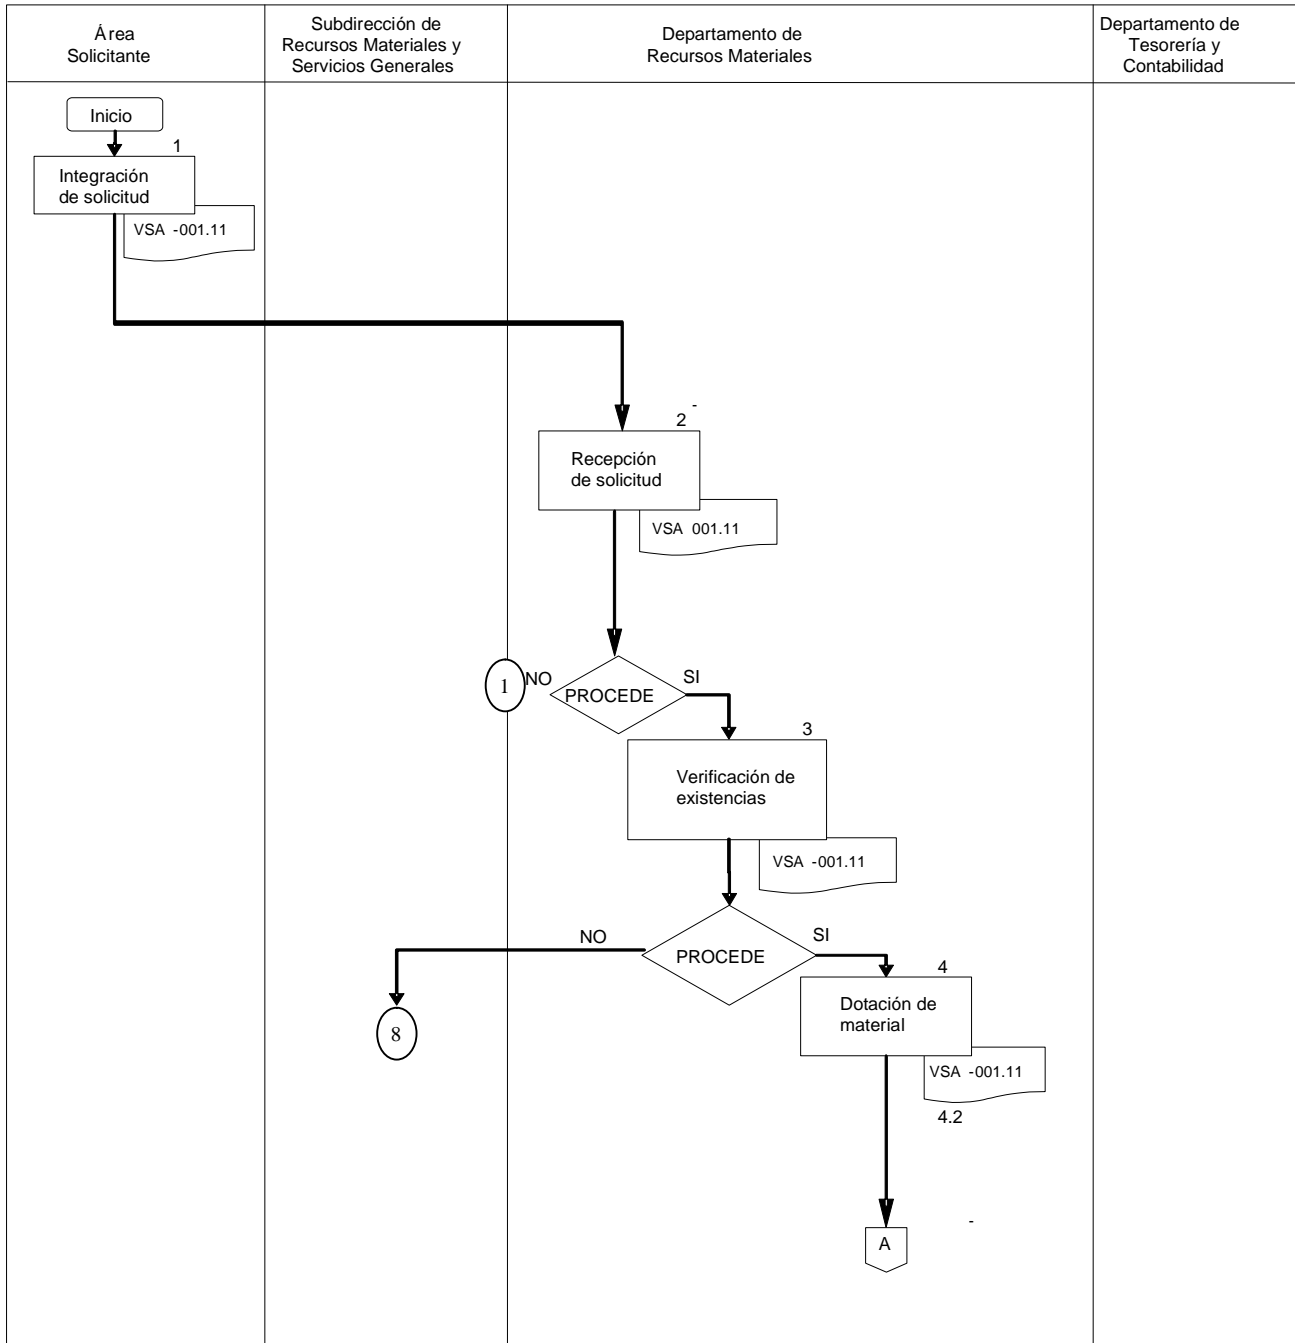 Área
Solicitante
Subdirección de
Recursos Materiales y
Servicios Generales
Departamento de
Recursos Materiales
Departamento de
Tesorería y
Contabilidad
Inicio
1
Integración
de solicitud
VSA -001.11
-
2
Recepción
de solicitud
VSA 001.11
1
NO
PROCEDE
SI
3
Verificación de
existencias
VSA -001.11
NO
PROCEDE
SI
4
Dotación de
material
8
VSA -001.11
4.2
-
A